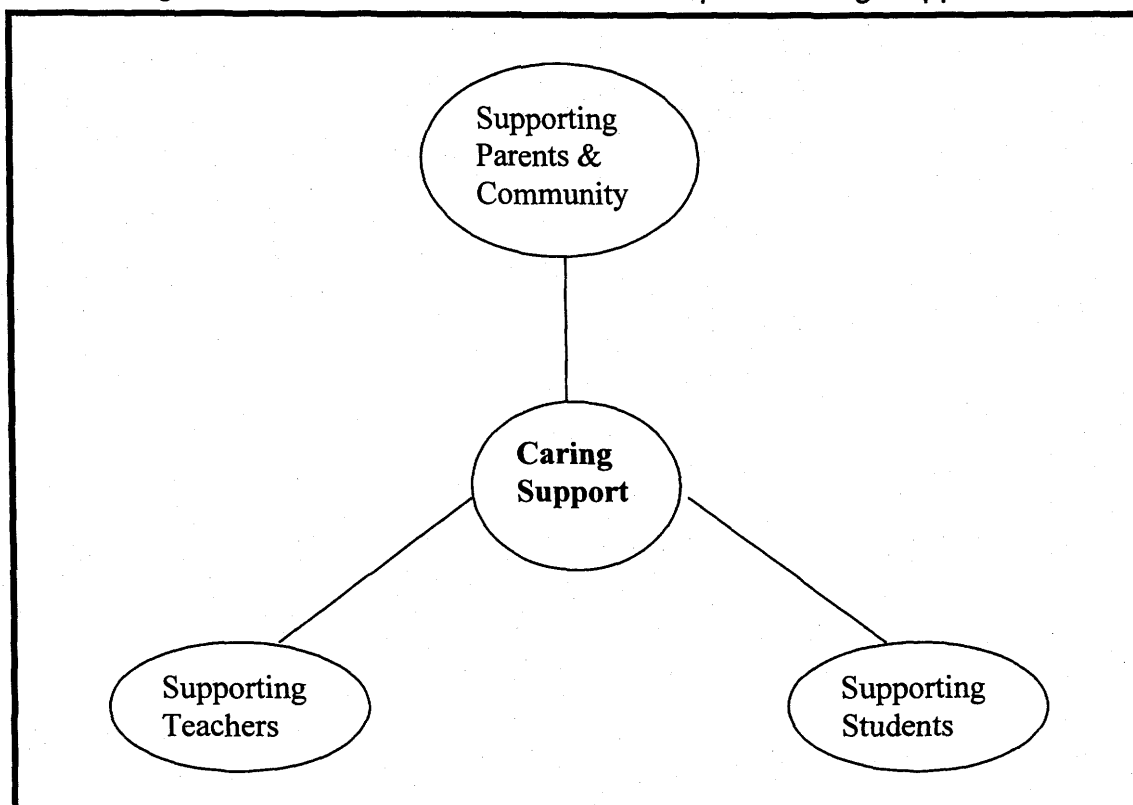 Supporting
Parents &
Community
Caring
Support
Supporting
Teachers
Supporting
Students